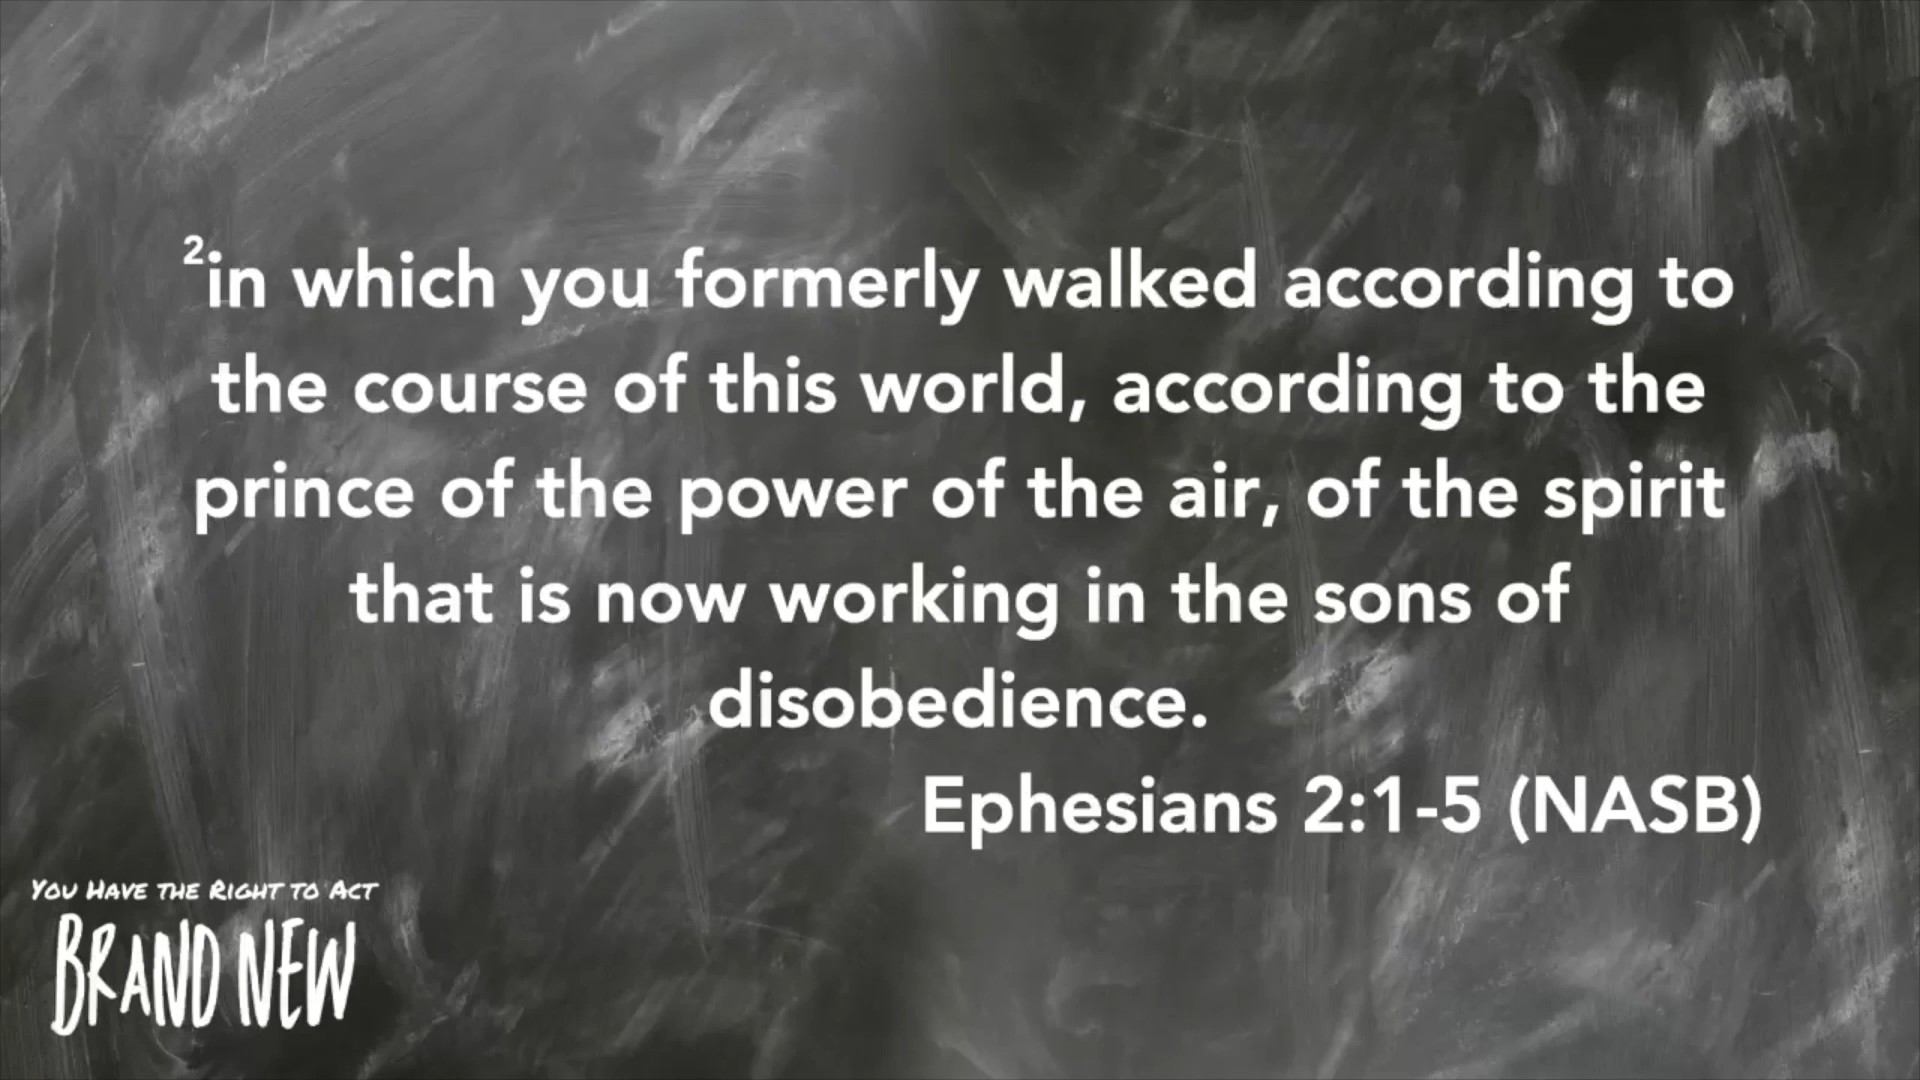 ²in which you formerly walked according to
the course of this world, according to the
prince of the power of the air, of the spirit
that is now working in the sons of
disobedience.
Ephesians 2:1-5 (NASB)
You Have the Right to Act
BRAND NEW